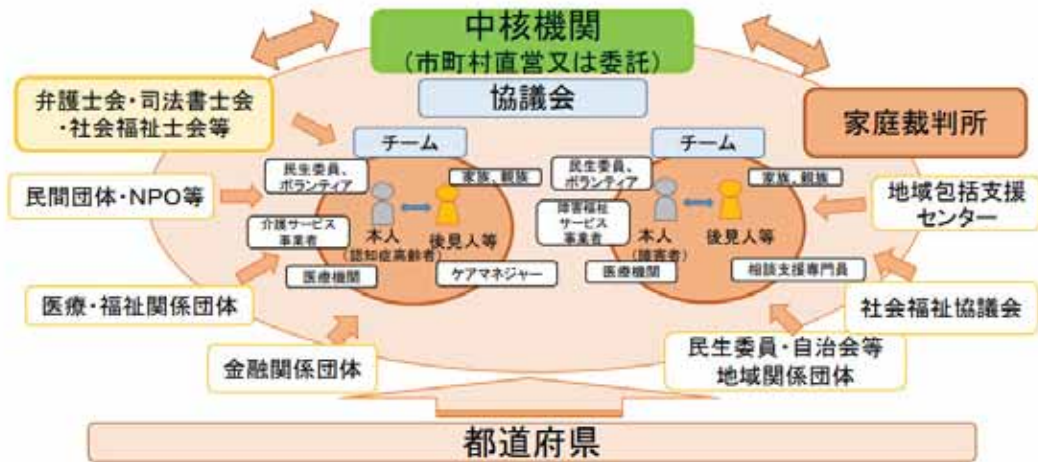 中核機関
(市町村直営又は委託)
協議会
弁護士会・司法書士会
・社会福祉士会等
家庭裁判所
チーム
民生委員、
ボランティア
家族、親族
介護サービス
事業者
本人
(認知症高齢者)
後見人等
医療機関
ケアマネジャー
チーム
民生委員、
ボランティア
家族、親族
障害福祉
サービス
事業者
本人
(障害者)
後見人等
医療機関
相談支援専門員
民間団体・NPO等
地域包括支援
センター
医療・福祉関係団体
社会福祉協議会
金融関係団体
民生委員・自治会等
地域関係団体
都道府県